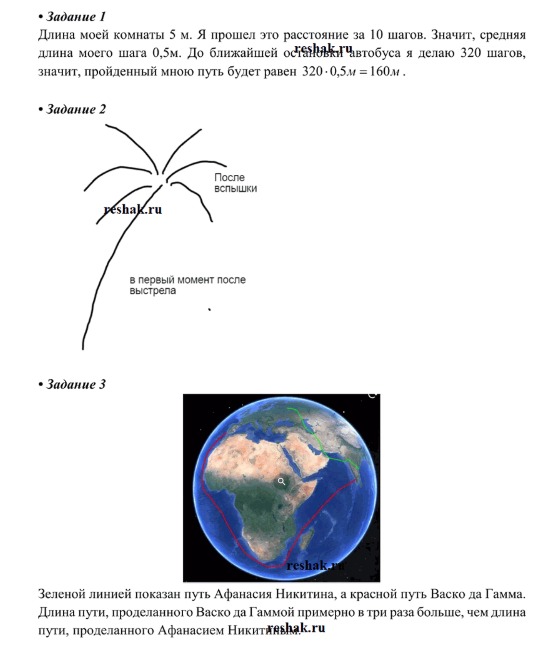 • Задание 1
Длина моей комнаты 5 м. Я прошел это расстояние за 10 шагов. Значит, средняя
длина моего шага 0,5м. До ближайшей остановки автобуса я делаю 320 шагов,
reshak.ru
значит, пройденный мною путь будет равен 320 · 0,5м = 160м .
• Задание 2
После
вспышки
reshak.ru
в первый момент после
выстрела
• Задание 3
reshak.ru
Зеленой линией показан путь Афанасия Никитина, а красной путь Васко да Гамма.
Длина пути, проделанного Васко да Гаммой примерно в три раза больше, чем длина
пути, проделанного Афанасием Никитиным.
reshak.ru